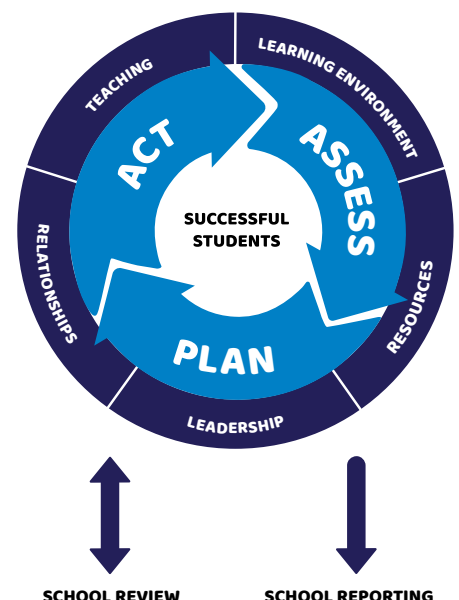 TEACHING
LEARNING ENVIRONMENT
ACT
ASSESS
SUCCESSFUL
STUDENTS
RELATIONSHIPS
RESOURCES
PLAN
LEADERSHIP
SCHOOL REVIEW
SCHOOL REPORTING